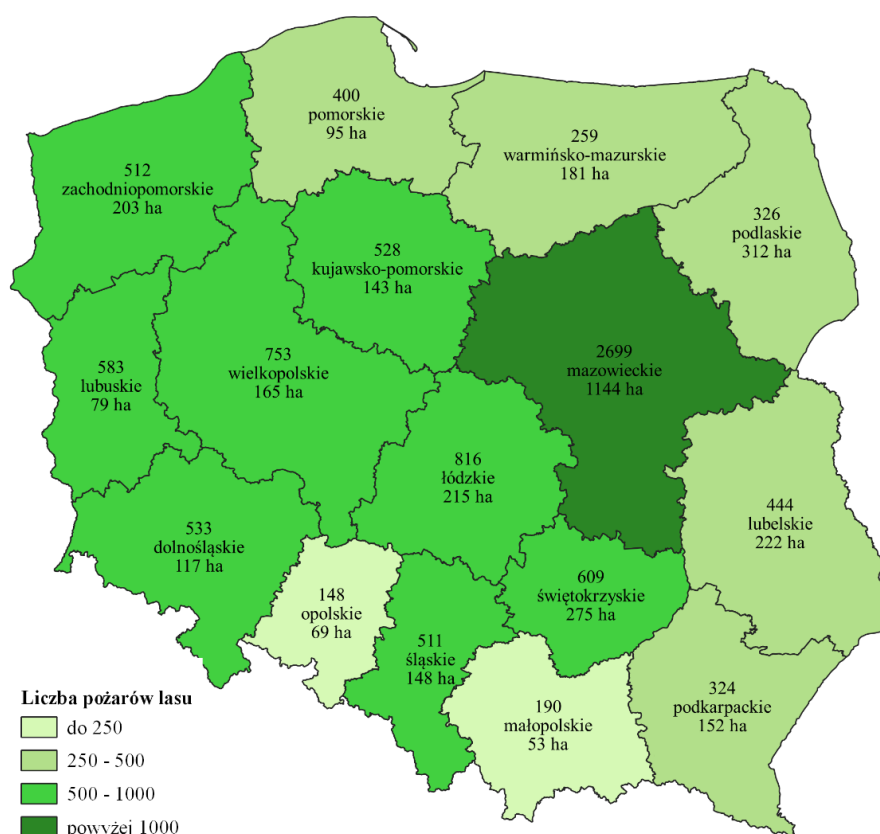 400
pomorskie
95 ha
259
warmińsko-mazurskie
181 ha
512
zachodniopomorskie
203 ha
326
podlaskie
312 ha
528
kujawsko-pomorskie
143 ha
2699
mazowieckie
1144 ha
583
lubuskie
79 ha
753
wielkopolskie
165 ha
816
łódzkie
215 ha
444
lubelskie
222 ha
533
dolnośląskie
117 ha
148
opolskie
69 ha
609
świętokrzyskie
275 ha
511
śląskie
148 ha
190
małopolskie
53 ha
324
podkarpackie
152 ha
Liczba pożarów lasu
do 250
250 - 500
500 - 1000
powyżej 1000